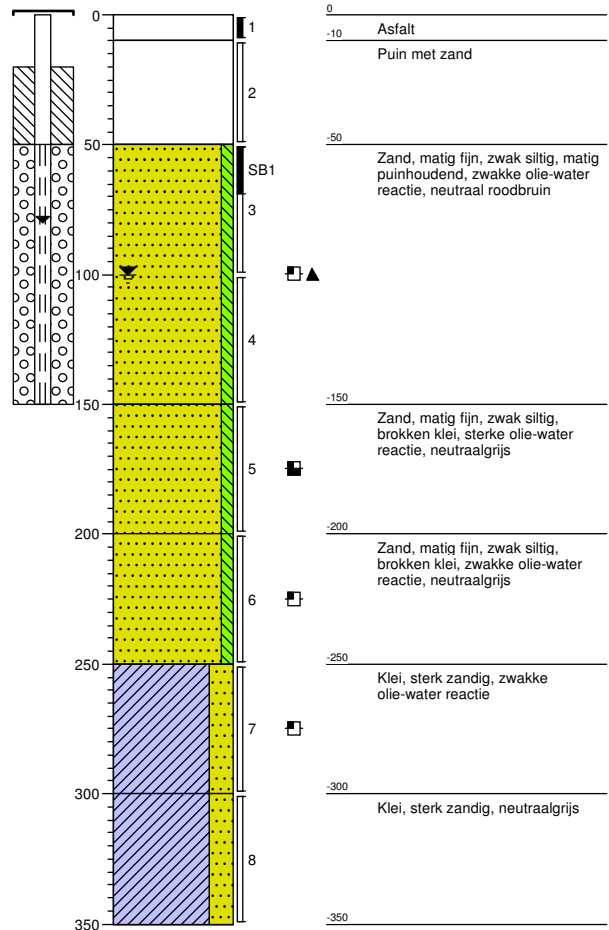 0
0
1
Asfalt
-10
Puin met zand
2
50
-50
SB1
Zand, matig fijn, zwak siltig, matig
puinhoudend, zwakke olie-water
reactie, neutraal roodbruin
3
100
4
150
-150
Zand, matig fijn, zwak siltig,
brokken klei, sterke olie-water
reactie, neutraalgrijs
5
200
-200
Zand, matig fijn, zwak siltig,
brokken klei, zwakke olie-water
reactie, neutraalgrijs
6
250
-250
Klei, sterk zandig, zwakke
olie-water reactie
7
300
-300
Klei, sterk zandig, neutraalgrijs
8
350
-350